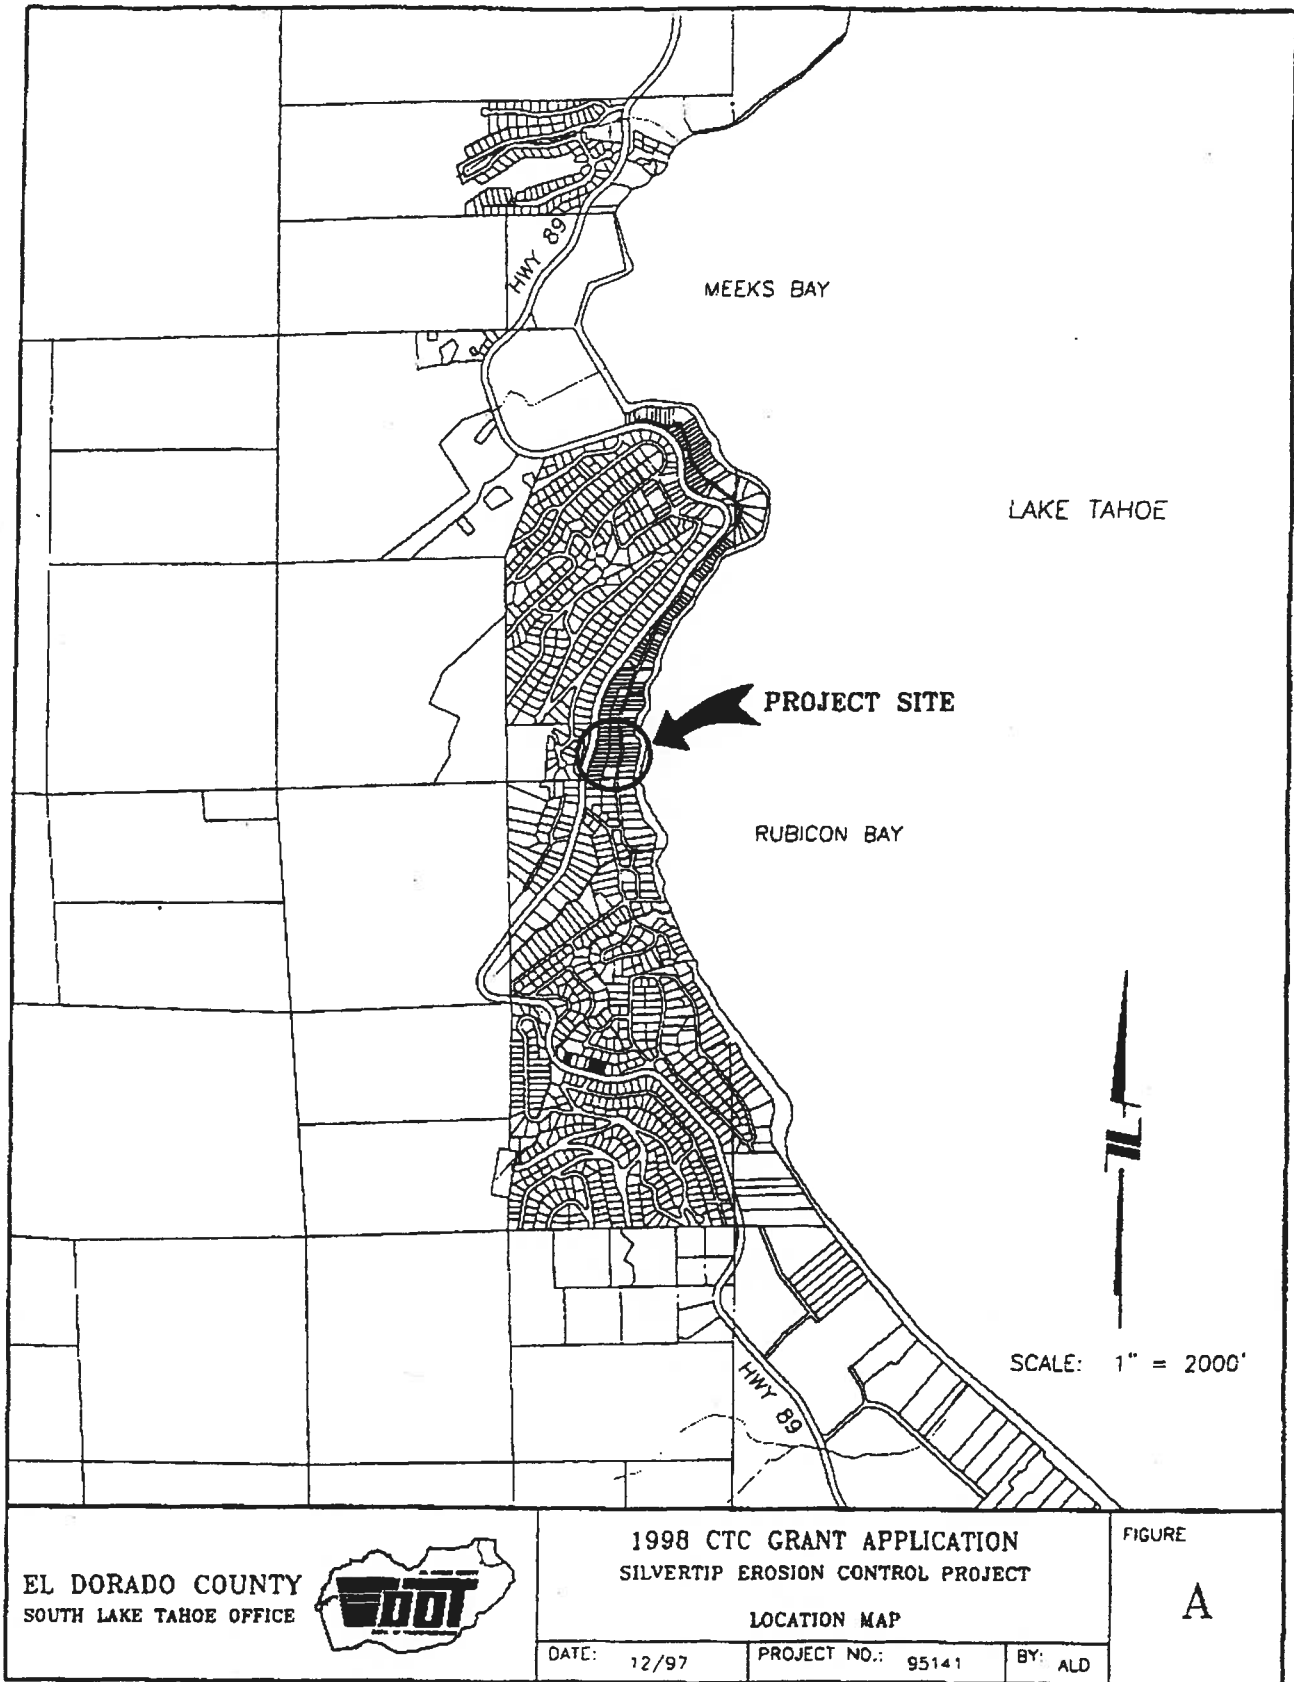 HWY 89
MEEKS BAY
LAKE TAHOE
PROJECT SITE
RUBICON BAY
SCALE: 1" = 2000'
HWY 89
EL DORADO COUNTY
SOUTH LAKE TAHOE OFFICE
DOT
1998 CTC GRANT APPLICATION
SILVERTIP EROSION CONTROL PROJECT
LOCATION MAP
DATE: 12/97
PROJECT NO.: 95141
BY: ALD
FIGURE
A